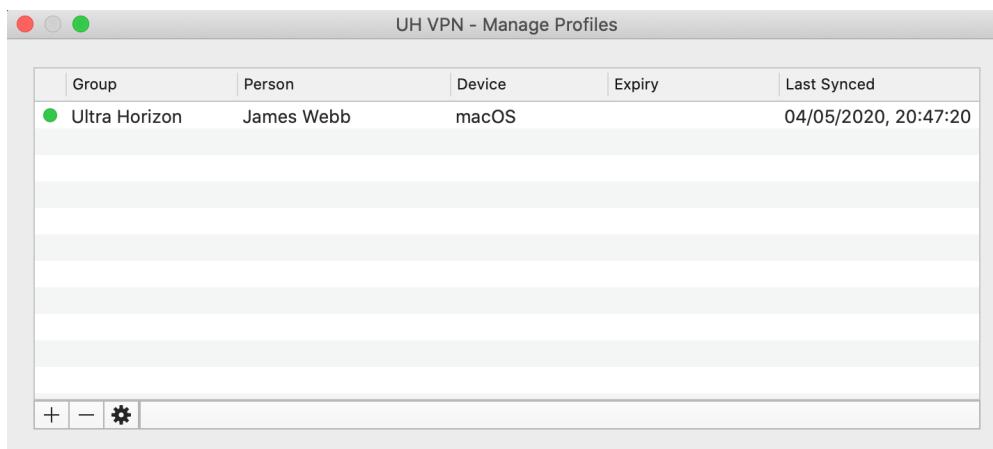 UH VPN - Manage Profiles
Group Person Device Expiry Last Synced
Ultra Horizon James Webb macOS 04/05/2020, 20:47:20